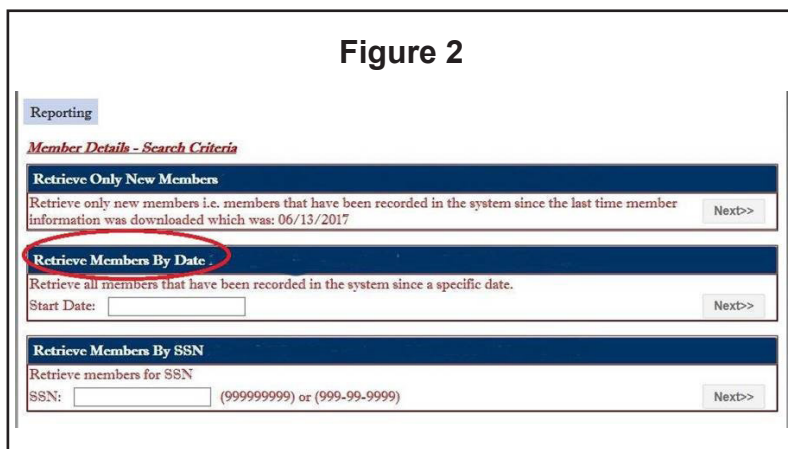 Figure 2
Reporting
Member Details - Search Criteria
Retrieve Only New Members
Retrieve only new members i.e. members that have been recorded in the system since the last time member
information was downloaded which was: 06/13/2017
Next>>
Retrieve Members By Date
Retrieve all members that have been recorded in the system since a specific date.
Start Date:
Next>>
Retrieve Members By SSN
Retrieve members for SSN
SSN: (999999999) or (999-99-9999)
Next>>